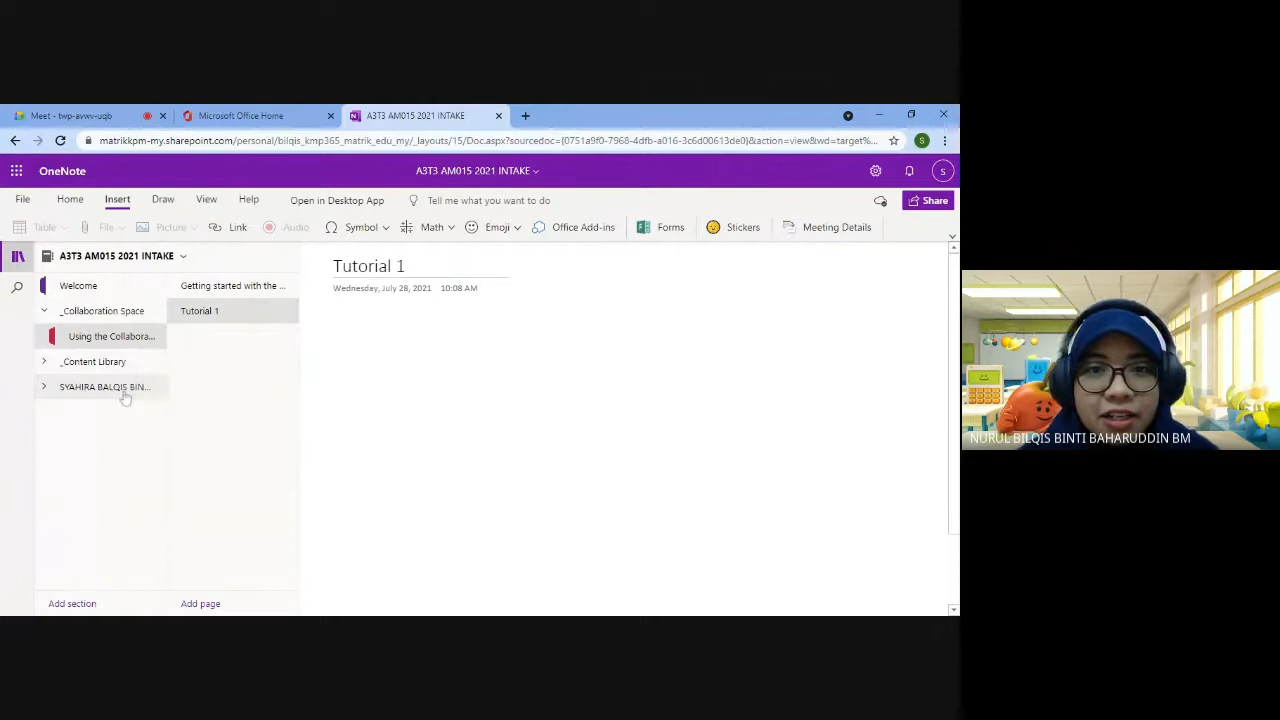 Meet - twp-avwv-uqb
Microsoft Office Home
A3T3 AM015 2021 INTAKE
matrikkpm-my.sharepoint.com/personal/bilqis_kmp365_matrik_edu_my/_layouts/15/Doc.aspx?sourcedoc={0751a9f0-7968-4dfb-a016-3c6d00613de0}&action=view&wd=target%...
S
OneNote
A3T3 AM015 2021 INTAKE
S
File
Home
Insert
Draw
View
Help
Open in Desktop App
Tell me what you want to do
Share
Table
File
Picture
Link
Audio
Symbol
Math
Emoji
Office Add-ins
Forms
Stickers
Meeting Details
A3T3 AM015 2021 INTAKE
Welcome
_Collaboration Space
Using the Collabora...
_Content Library
SYAHIRA BALQIS BIN...
Add section
Getting started with the ...
Tutorial 1
Add page
Tutorial 1
Wednesday, July 28, 2021 10:08 AM
NURUL BILQIS BINTI BAHARUDDIN BM